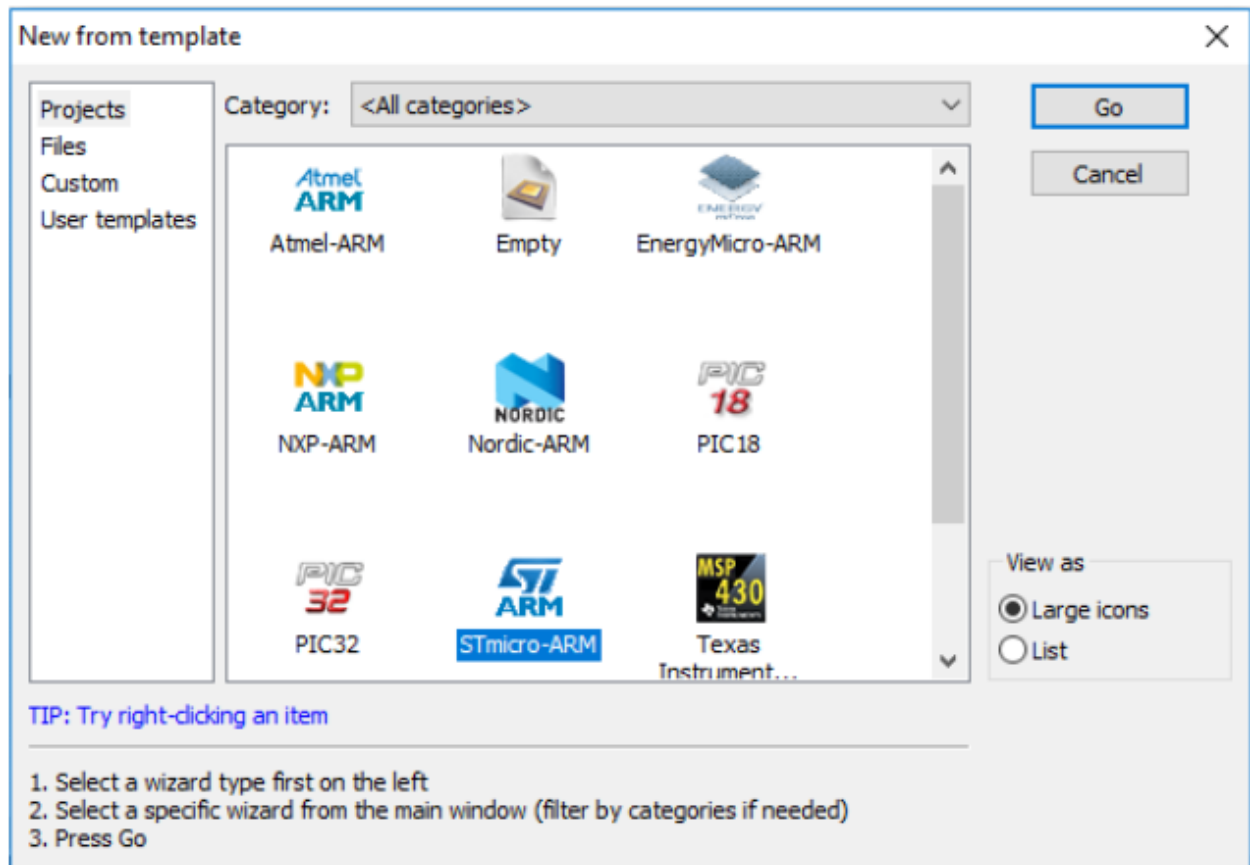 New from template
Projects
Files
Custom
User templates
Category: <All categories>
Go
Cancel
Atmel ARM
Atmel-ARM
Empty
ENERGY
EnergyMicro-ARM
NXP ARM
NXP-ARM
NORDIC
Nordic-ARM
PIC 18
PIC18
PIC 32
PIC32
ST ARM
STmicro-ARM
MSP 430
Texas
Instrument...
View as
Large icons
List
TIP: Try right-clicking an item
1. Select a wizard type first on the left
2. Select a specific wizard from the main window (filter by categories if needed)
3. Press Go